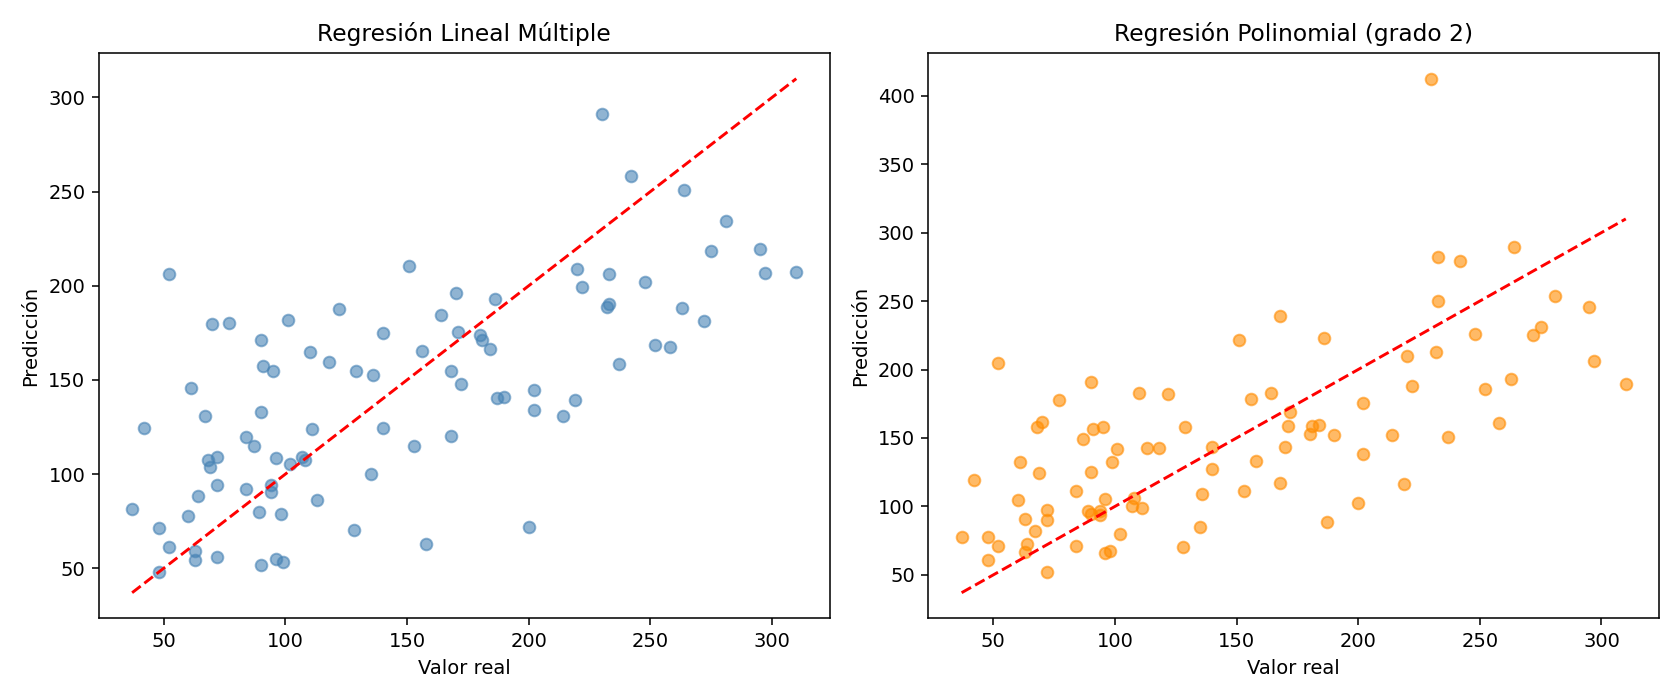 Regresión Lineal Múltiple
300
250
200
150
100
50
Predicción
50 100 150 200 250 300
Valor real
Regresión Polinomial (grado 2)
400
350
300
250
200
150
100
50
Predicción
50 100 150 200 250 300
Valor real